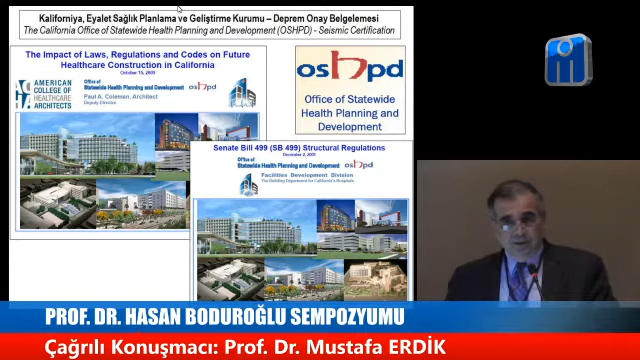 Kaliforniya, Eyalet Sağlık Planlama ve Geliştirme Kurumu – Deprem Onay Belgelemesi
The California Office of Statewide Health Planning and Development (OSHPD) - Seismic Certification
The Impact of Laws, Regulations and Codes on Future
Healthcare Construction in California
October 15, 2009
AMERICAN
COLLEGE OF
HEALTHCARE
ARCHITECTS
Office of
Statewide Health Planning and Development
oshpd
Paul A. Coleman, Architect
Deputy Director
oshpd
Office of Statewide
Health Planning and
Development
Senate Bill 499 (SB 499) Structural Regulations
December 2, 2009
Office of
Statewide Health Planning and Development
oshpd
Facilities Development Division
The Building Department for California's Hospitals
PROF. DR. HASAN BODUROĞLU SEMPOZYUMU
Çağrılı Konuşmacı: Prof. Dr. Mustafa ERDİK